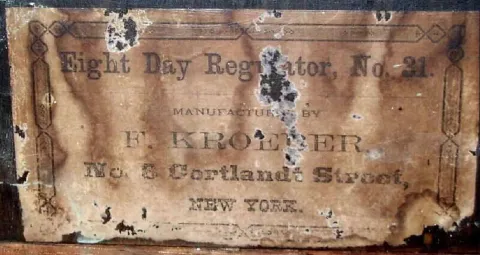 Eight Day Regulator, No. 31.
MANUFACTURED BY
F. KROEBER,
No. 8 Cortlandt Street,
NEW YORK.